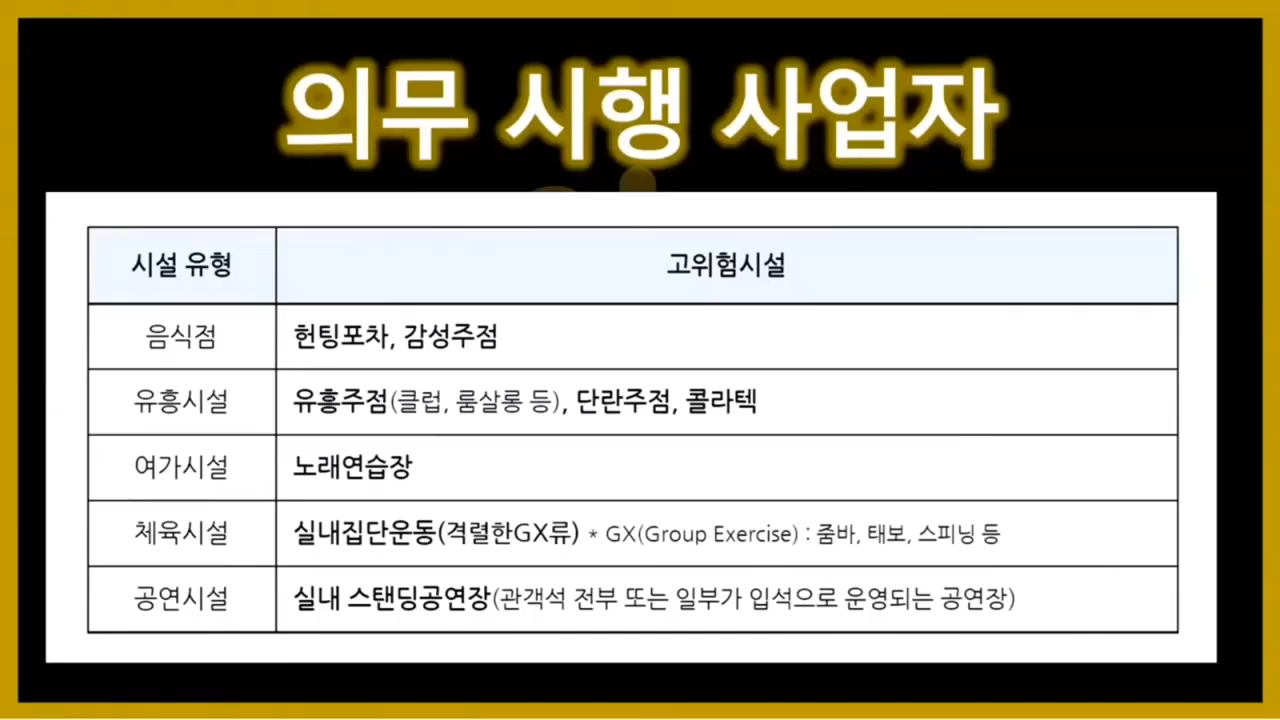 의무 시행 사업자
시설 유형 고위험시설
음식점 헌팅포차, 감성주점
유흥시설 유흥주점(클럽, 룸살롱 등), 단란주점, 콜라텍
여가시설 노래연습장
체육시설 실내집단운동(격렬한GX류) * GX(Group Exercise) : 줌바, 태보, 스피닝 등
공연시설 실내 스탠딩공연장(관객석 전부 또는 일부가 입석으로 운영되는 공연장)